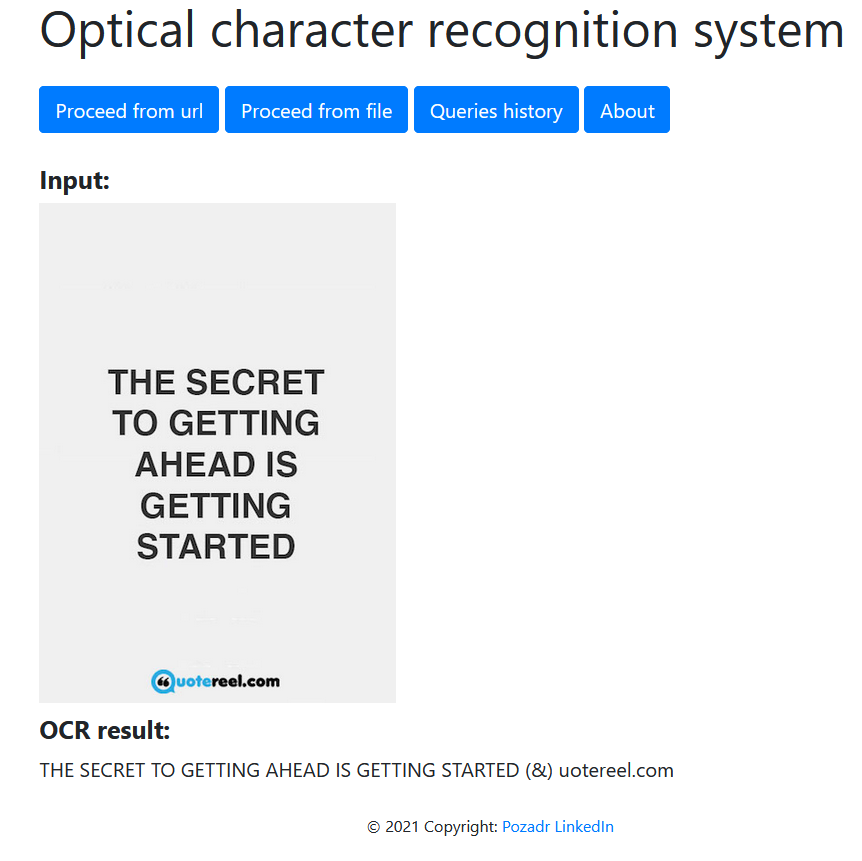 Optical character recognition system
Proceed from url Proceed from file Queries history About
Input:
THE SECRET
TO GETTING
AHEAD IS
GETTING
STARTED
Quotereel.com
OCR result:
THE SECRET TO GETTING AHEAD IS GETTING STARTED (&) uotereel.com
© 2021 Copyright: Pozadr LinkedIn